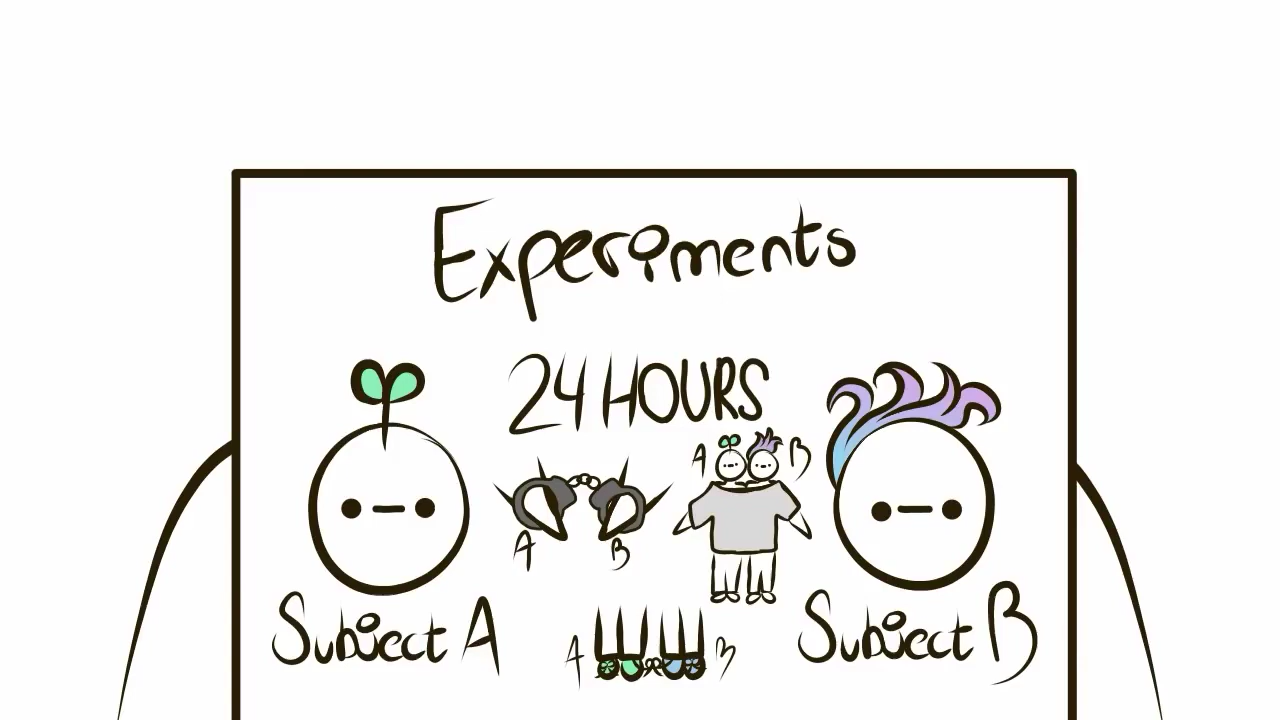 Experiments
24 HOURS
A B
A B
Subject A
Subject B
A B